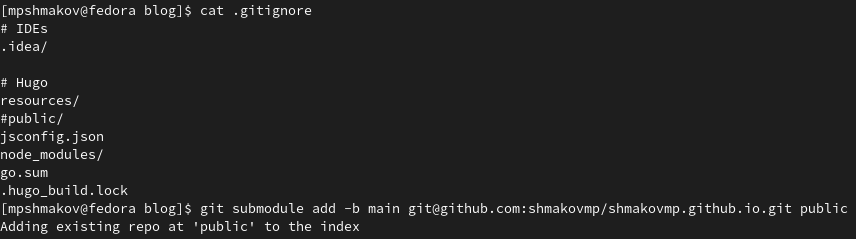 [mpshmakov@fedora blog]$ cat .gitignore
# IDEs
.idea/

# Hugo
resources/
#public/
jsconfig.json
node_modules/
go.sum
.hugo_build.lock
[mpshmakov@fedora blog]$ git submodule add -b main git@github.com:shmakovmp/shmakovmp.github.io.git public
Adding existing repo at 'public' to the index